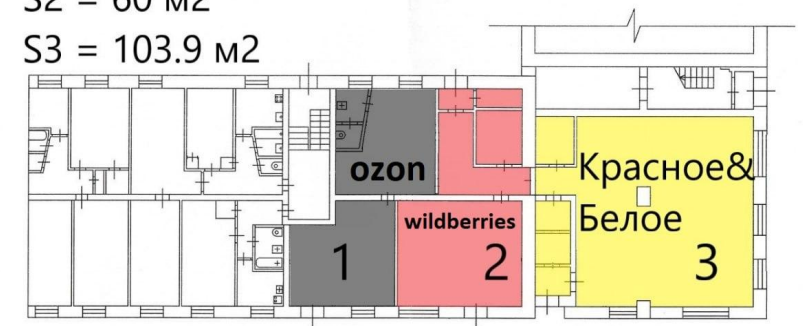 S2 = 60 м2
S3 = 103.9 м2
ozon
Красное&
Белое
wildberries
1
2
3